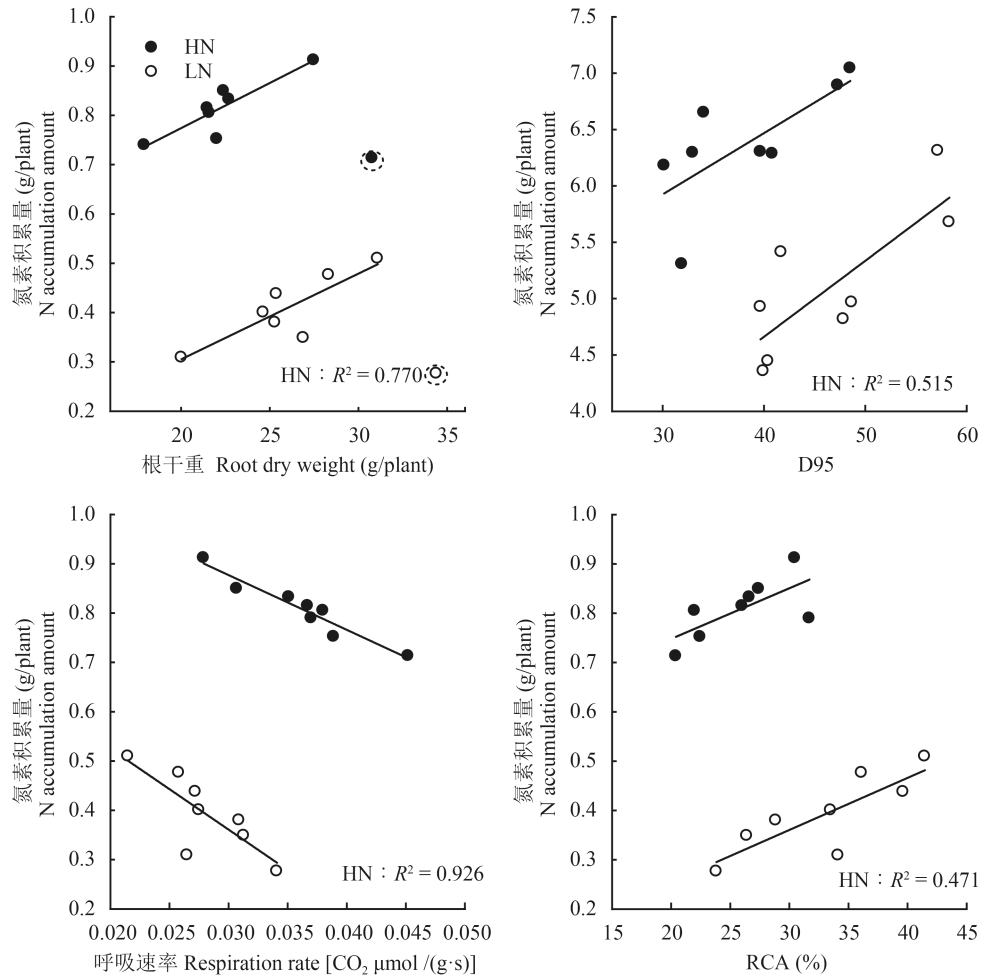 1.0
0.9
0.8
0.7
0.6
0.5
0.4
0.3
0.2
HN
LN
氮素积累量 (g/plant)
N accumulation amount
HN：R² = 0.770
20 25 30 35
根干重 Root dry weight (g/plant)
7.0
6.5
6.0
5.5
5.0
4.5
4.0
氮素积累量 (g/plant)
N accumulation amount
HN：R² = 0.515
30 40 50 60
D95
1.0
0.9
0.8
0.7
0.6
0.5
0.4
0.3
0.2
氮素积累量 (g/plant)
N accumulation amount
HN：R² = 0.926
0.020 0.025 0.030 0.035 0.040 0.045 0.050
呼吸速率 Respiration rate [CO₂ μmol /(g·s)]
1.0
0.9
0.8
0.7
0.6
0.5
0.4
0.3
0.2
氮素积累量 (g/plant)
N accumulation amount
HN：R² = 0.471
15 20 25 30 35 40 45
RCA (%)